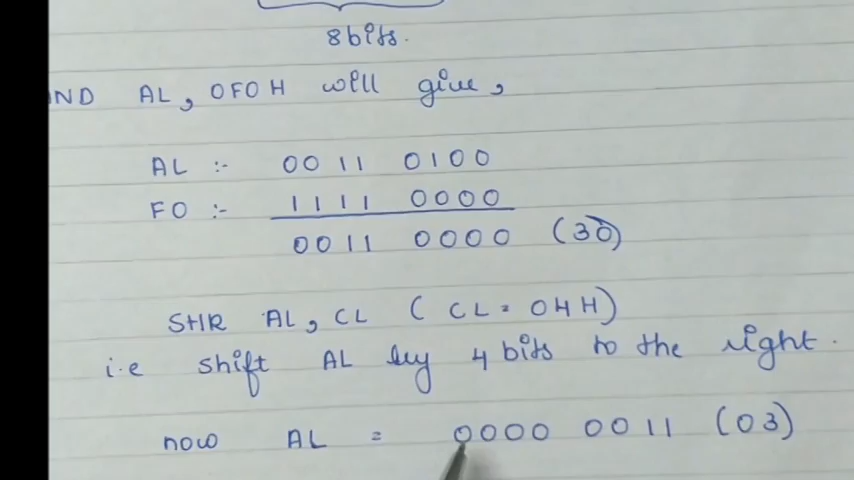 8bits.
ND AL, 0F0H will give,
AL :- 0011 0100
F0 :- 1111 0000
0011 0000 (30)
SHR AL, CL ( CL = 04H)
i.e shift AL by 4 bits to the right.
now AL = 0000 0011 (03)